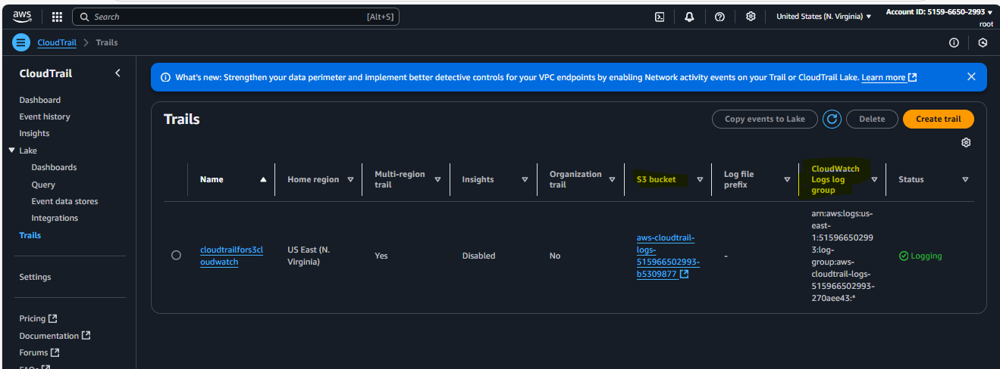 aws
Search
[Alt+S]
United States (N. Virginia)
Account ID: 5159-6650-2993
root
CloudTrail
Trails
CloudTrail
Dashboard
Event history
Insights
Lake
Dashboards
Query
Event data stores
Integrations
Trails
Settings
Pricing
Documentation
Forums
FAQs
What's new: Strengthen your data perimeter and implement better detective controls for your VPC endpoints by enabling Network activity events on your Trail or CloudTrail Lake. Learn more
Trails
Copy events to Lake
Delete
Create trail
Name
Home region
Multi-region
trail
Insights
Organization
trail
S3 bucket
Log file
prefix
CloudWatch
Logs log
group
Status
cloudtrailfors3cl
oudwatch
US East (N.
Virginia)
Yes
Disabled
No
aws-cloudtrail-
logs-
515966502993-
b5309877
-
arn:aws:logs:us-
east-
1:51596650299
3:log-
group:aws-
cloudtrail-logs-
515966502993-
270aee43:*
Logging